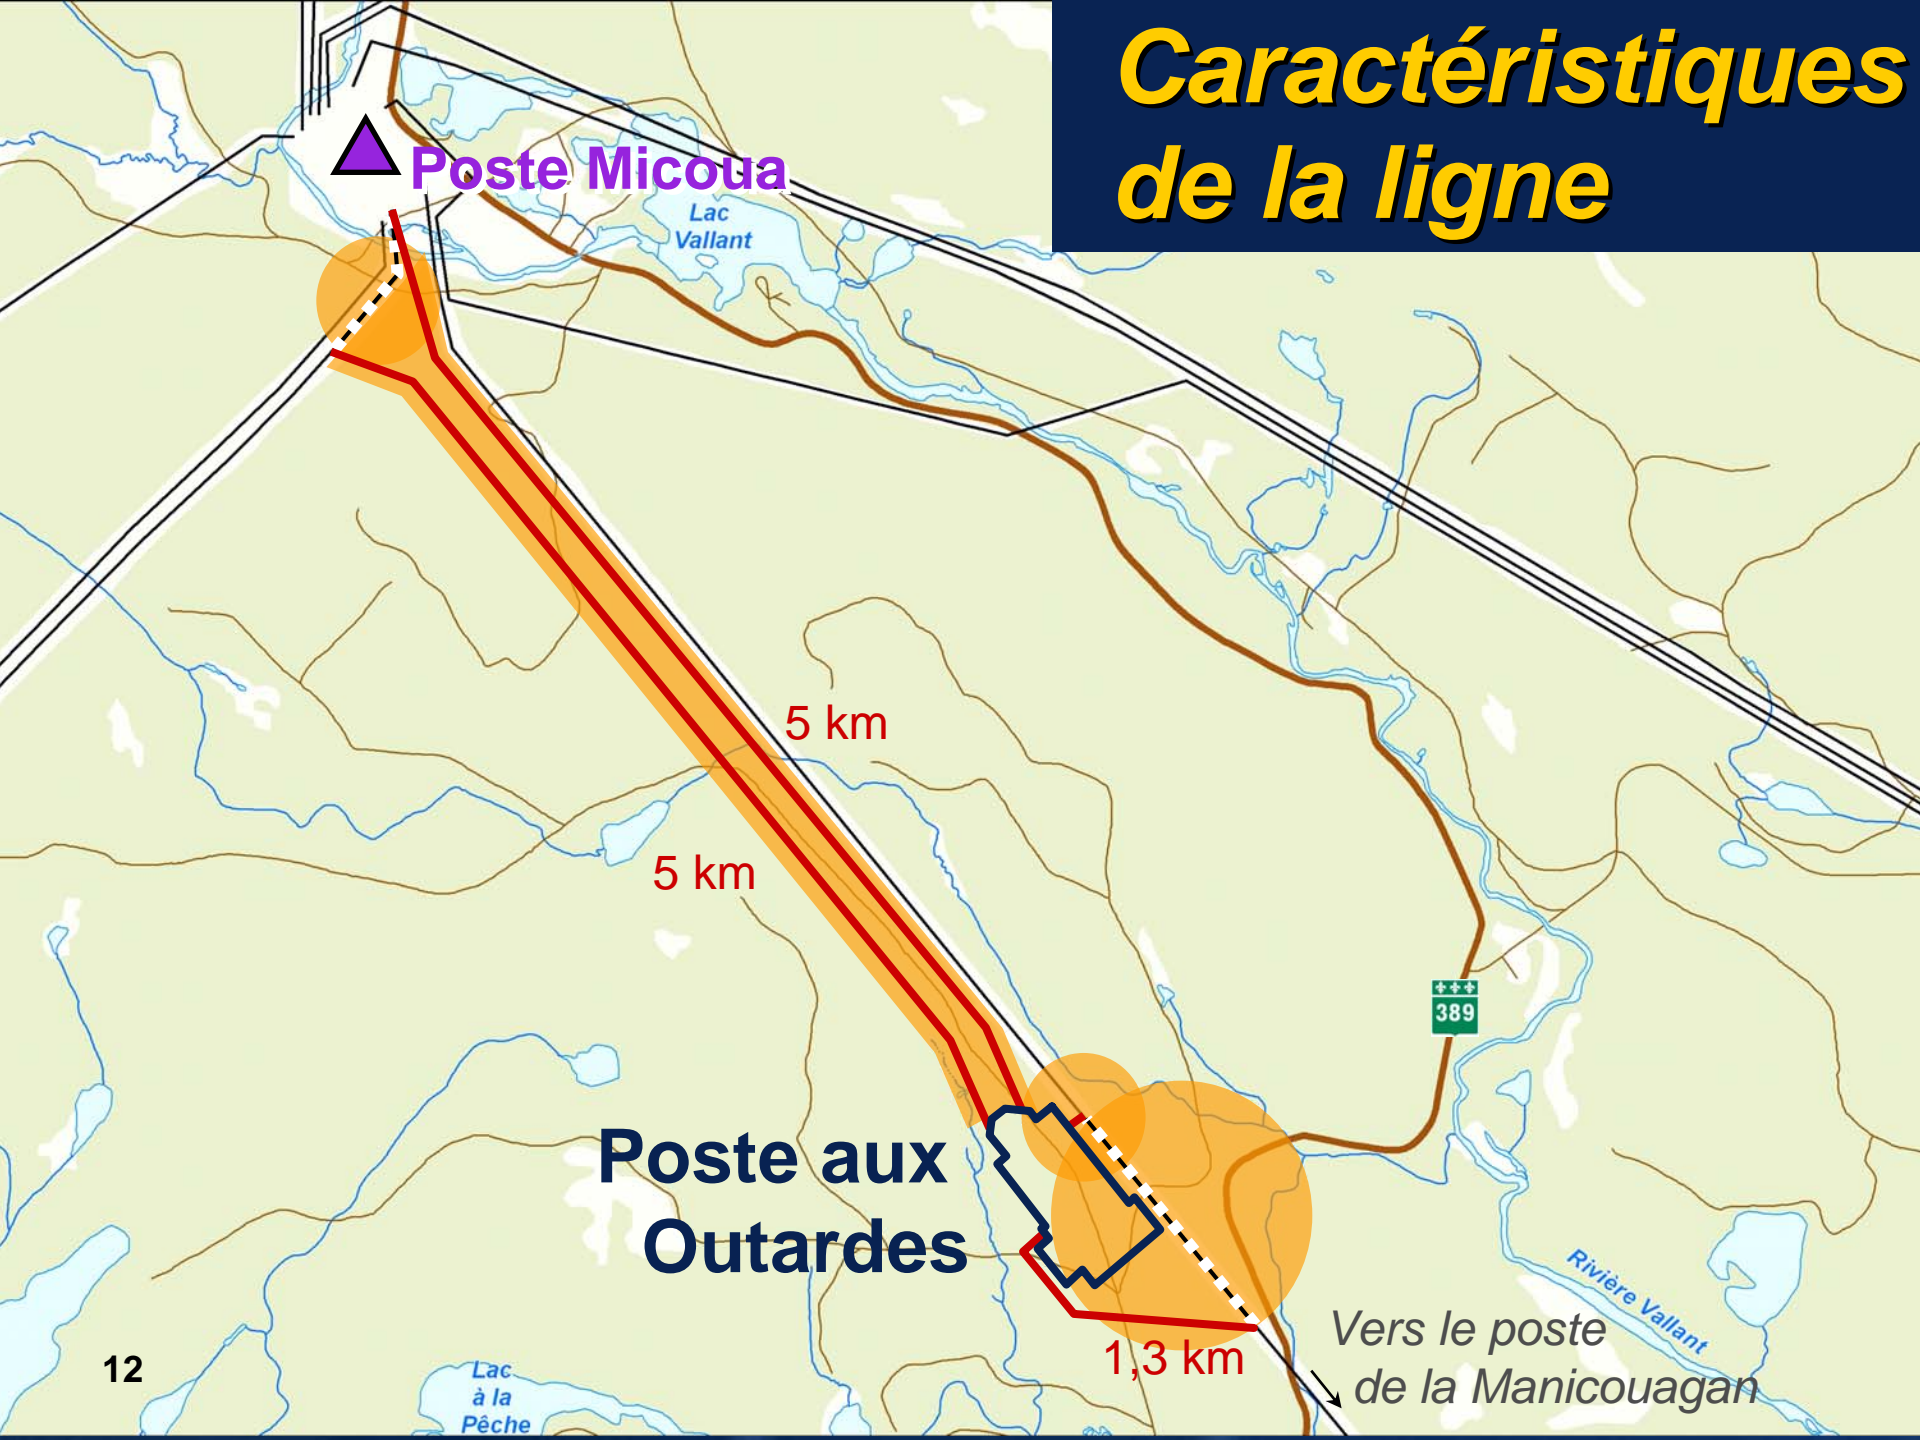 Caractéristiques
de la ligne
Poste Micoua
Lac
Vallant
5 km
5 km
389
Poste aux
Outardes
Rivière Vallant
1,3 km
Vers le poste
de la Manicouagan
12
Lac
à la
Pêche